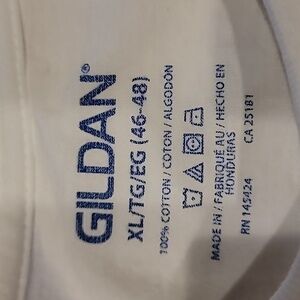 GILDAN®
XL/TG/EG (46-48)
100% COTTON / COTON / ALGODON
MADE IN / FABRIQUÉ AU / HECHO EN
HONDURAS
RN 145424 CA 25181